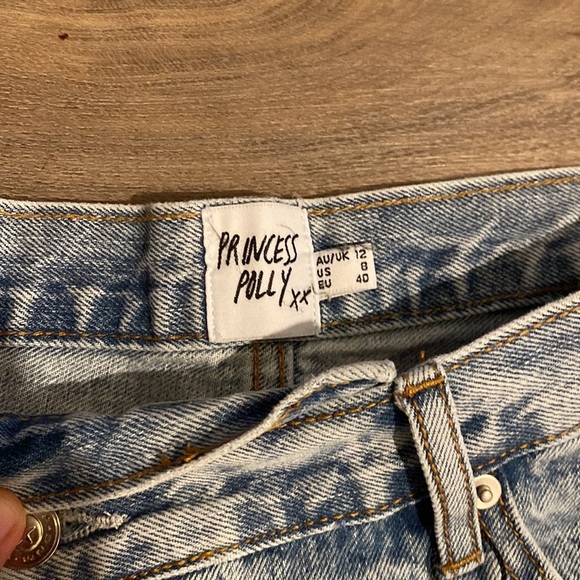 PRINCESS
POLLY xx
AU/UK 12
US 8
EU 40